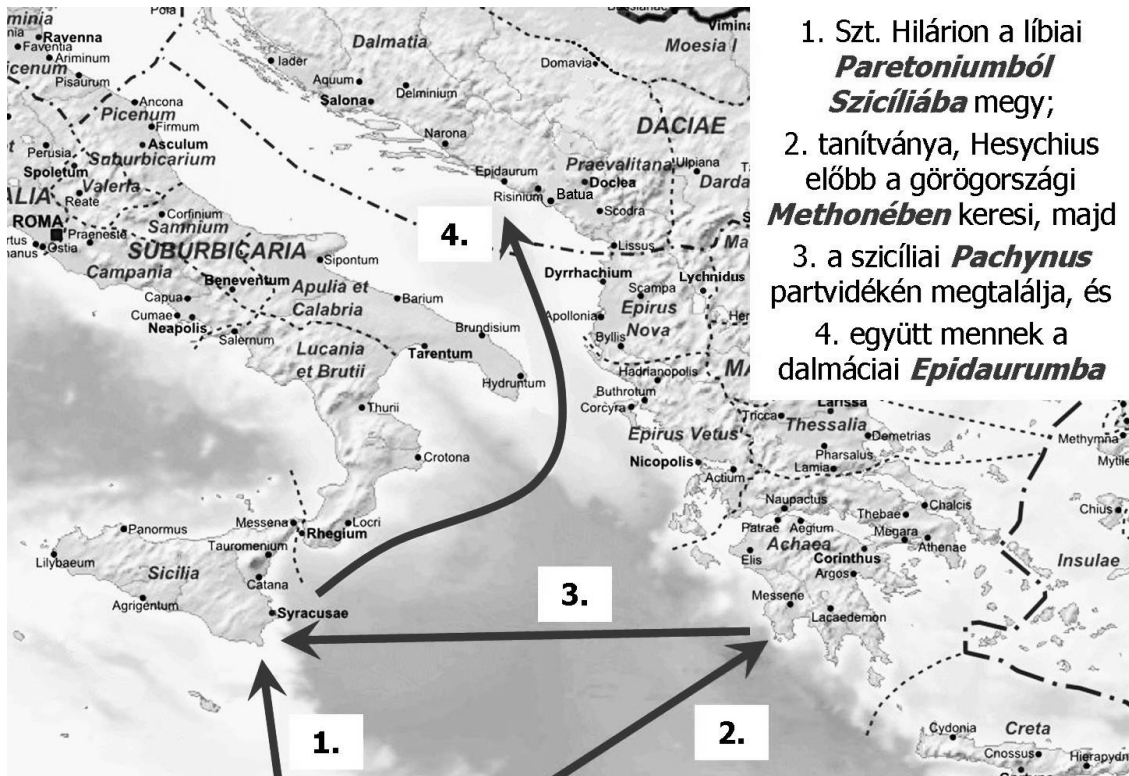 1. Szt. Hilárion a líbiai
Paretoniumból
Szicíliába megy;
2. tanítványa, Hesychius
előbb a görögországi
Methonében keresi, majd
3. a szicíliai Pachynus
partvidékén megtalálja, és
4. együtt mennek a
dalmáciai Epidaurumba
Ravenna
Faventia
Ariminum
Pisaurum
Dalmatia
Iader
Aquum
Salona
Delminium
Domavia
Moesia I
Vimina
Ancona
Picenum
Firmum
Asculum
Suburbicarium
Perusia
Spoletum
Valeria
Reate
Narona
DACIAE
Praevalitana
Ulpiana
Darda
Epidaurum
Doclea
Risinium
Batua
Scodra
Corfinium
Samnium
ROMA
Praeneste
Ostia
SUBURBICARIA
4.
Lissus
Sipontum
Campania
Beneventum
Apulia et
Calabria
Dyrrhachium
Lychnidus
Scampa
Epirus
Nova
Capua
Cumae
Neapolis
Salernum
Barium
Apollonia
Byllis
Brundisium
Lucania
et Brutii
Tarentum
Hydruntum
Hadrianopolis
Buthrotum
Corcyra
Larissa
Tricca
Thessalia
Demetrias
Thurii
Epirus Vetus
Pharsalus
Lamia
Methymna
Mytile
Crotona
Nicopolis
Actium
Naupactus
Chalcis
Thebae
Chius
Panormus
Messena
Locri
Rhegium
Patrae
Aegium
Megara
Athenae
Achaea
Tauromenium
Lilybaeum
Sicilia
Catana
Elis
Corinthus
Argos
Insulae
Agrigentum
Syracusae
3.
Messene
Lacaedemon
1.
2.
Cydonia
Creta
Cnossus
Hierapydn